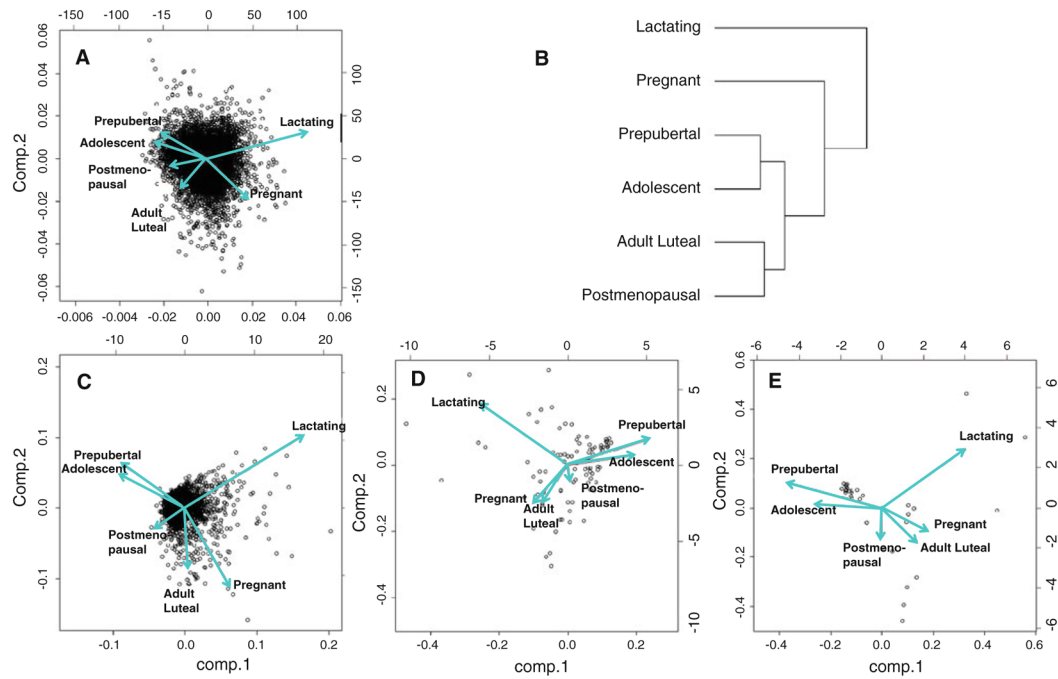 -150 -50 0 50 100
A
0.06
0.04
0.02
0.00
-0.02
-0.04
-0.06
Comp.2
100
50
0
-15
-100
-150
Prepubertal
Lactating
Adolescent
Postmeno-
pausal
Pregnant
Adult
Luteal
-0.006 -0.04 -0.02 0.00 0.02 0.04 0.06
B
Lactating
Pregnant
Prepubertal
Adolescent
Adult Luteal
Postmenopausal
-10 0 10 20
C
0.2
0.1
0.0
-0.1
Comp.2
Lactating
Prepubertal
Adolescent
Postmeno
pausal
Adult
Luteal
Pregnant
-0.1 0.0 0.1 0.2
comp.1
-10 -5 0 5
D
0.2
0.0
-0.2
-0.4
Comp.2
5
0
-5
-10
Lactating
Prepubertal
Adolescent
Pregnant
Postmeno-
pausal
Adult
Luteal
-0.4 -0.2 0.0 0.2
comp.1
-6 -4 -2 0 2 4 6
E
0.6
0.4
0.2
0.0
-0.2
-0.4
Comp.2
6
4
2
0
-2
-4
-6
Lactating
Prepubertal
Adolescent
Pregnant
Postmeno-
pausal
Adult Luteal
-0.4 -0.2 0.0 0.2 0.4 0.6
comp.1